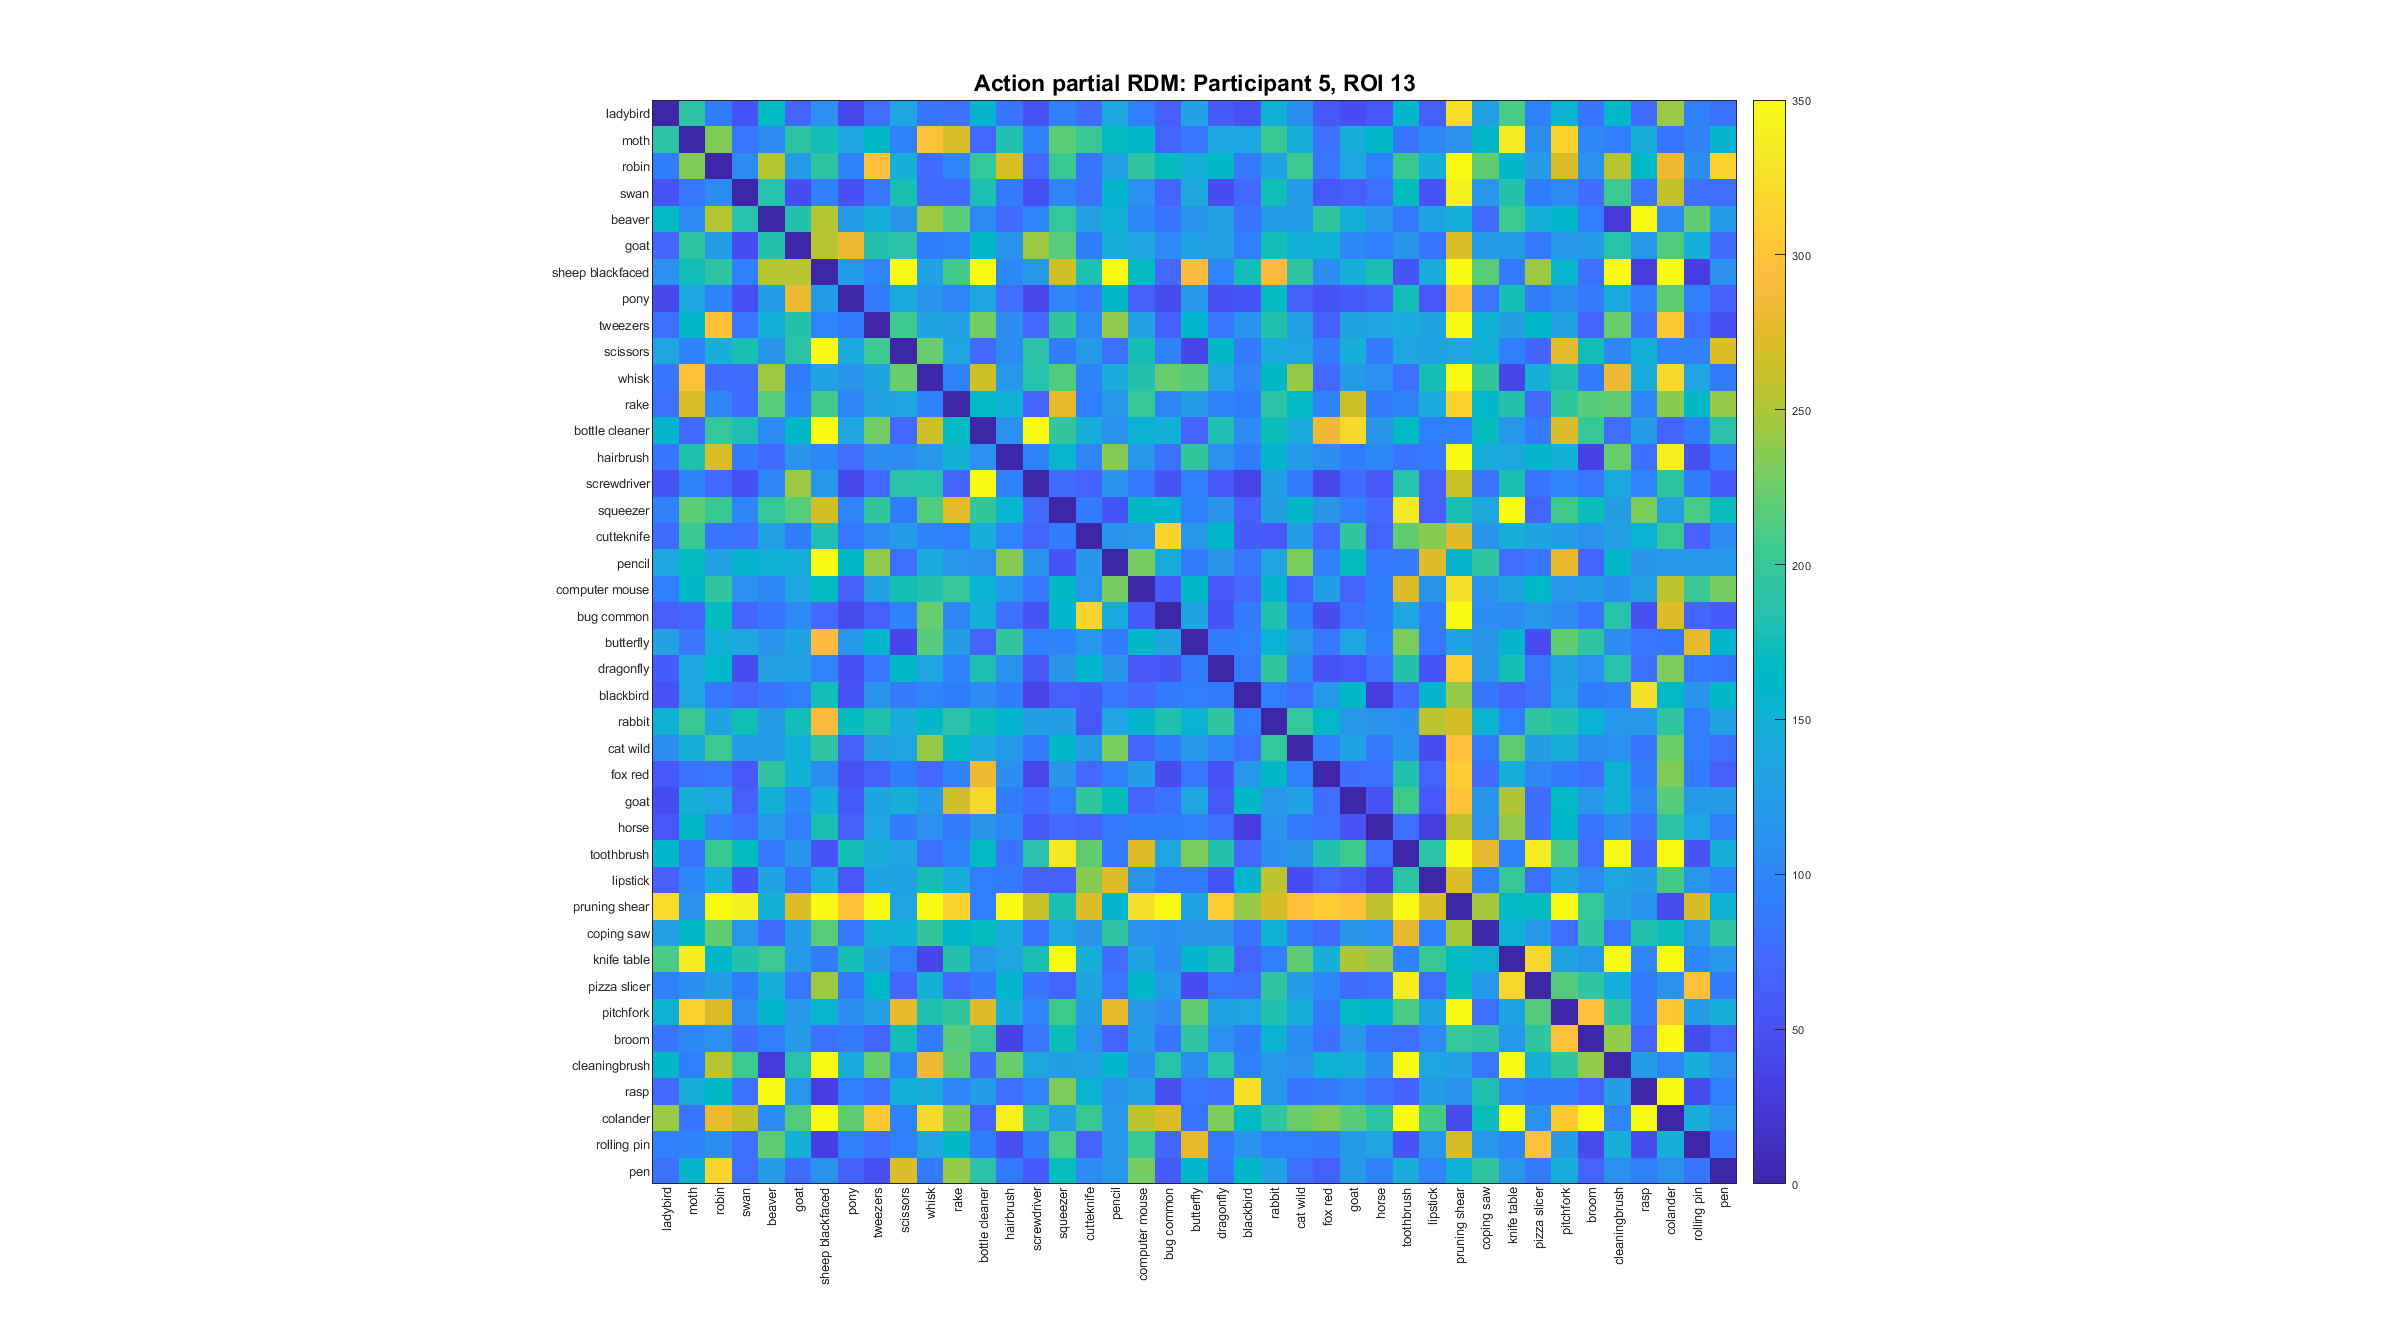 Action partial RDM: Participant 5, ROI 13
ladybird
moth
robin
swan
beaver
goat
sheep blackfaced
pony
tweezers
scissors
whisk
rake
bottle cleaner
hairbrush
screwdriver
squeezer
cutteknife
pencil
computer mouse
bug common
butterfly
dragonfly
blackbird
rabbit
cat wild
fox red
goat
horse
toothbrush
lipstick
pruning shear
coping saw
knife table
pizza slicer
pitchfork
broom
cleaningbrush
rasp
colander
rolling pin
pen
350
300
250
200
150
100
50
0
ladybird
moth
robin
swan
beaver
goat
sheep blackfaced
pony
tweezers
scissors
whisk
rake
bottle cleaner
hairbrush
screwdriver
squeezer
cutteknife
pencil
computer mouse
bug common
butterfly
dragonfly
blackbird
rabbit
cat wild
fox red
goat
horse
toothbrush
lipstick
pruning shear
coping saw
knife table
pizza slicer
pitchfork
broom
cleaningbrush
rasp
colander
rolling pin
pen